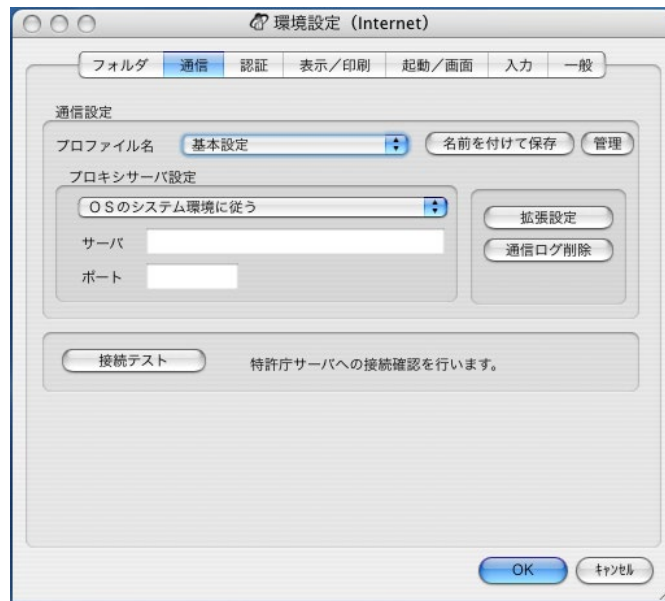 環境設定（Internet）
フォルダ 通信 認証 表示／印刷 起動／画面 入力 一般
通信設定
プロファイル名 基本設定 名前を付けて保存 管理
プロキシサーバ設定
ＯＳのシステム環境に従う
サーバ
ポート
拡張設定
通信ログ削除
接続テスト 特許庁サーバへの接続確認を行います。
OK ｷｬﾝｾﾙ